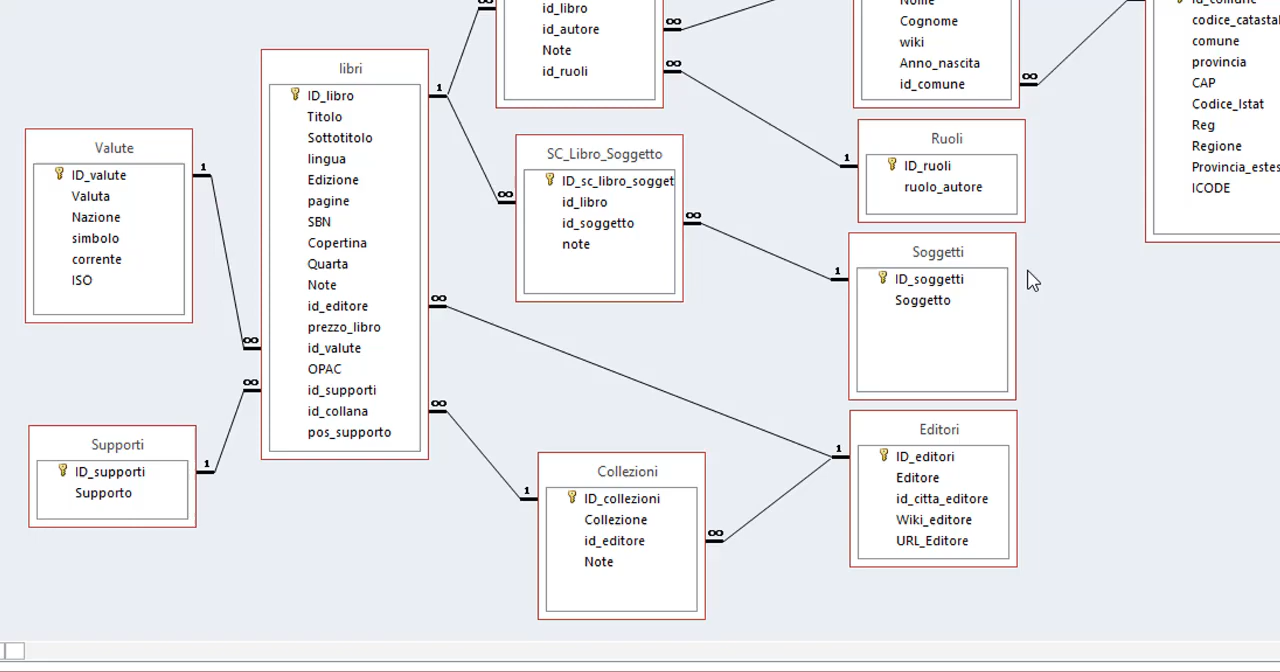 id_libro
id_autore
Note
id_ruoli
Cognome
wiki
Anno_nascita
id_comune
codice_catasta
comune
provincia
CAP
Codice_Istat
Reg
Regione
Provincia_estes
ICODE
libri
ID_libro
Titolo
Sottotitolo
lingua
Edizione
pagine
SBN
Copertina
Quarta
Note
id_editore
prezzo_libro
id_valute
OPAC
id_supporti
id_collana
pos_supporto
Valute
ID_valute
Valuta
Nazione
simbolo
corrente
ISO
SC_Libro_Soggetto
ID_sc_libro_sogget
id_libro
id_soggetto
note
Ruoli
ID_ruoli
ruolo_autore
Soggetti
ID_soggetti
Soggetto
Supporti
ID_supporti
Supporto
Collezioni
ID_collezioni
Collezione
id_editore
Note
Editori
ID_editori
Editore
id_citta_editore
Wiki_editore
URL_Editore
1
∞
∞
∞
∞
1
1
∞
∞
1
∞
1
∞
∞
1
∞
1
1
∞